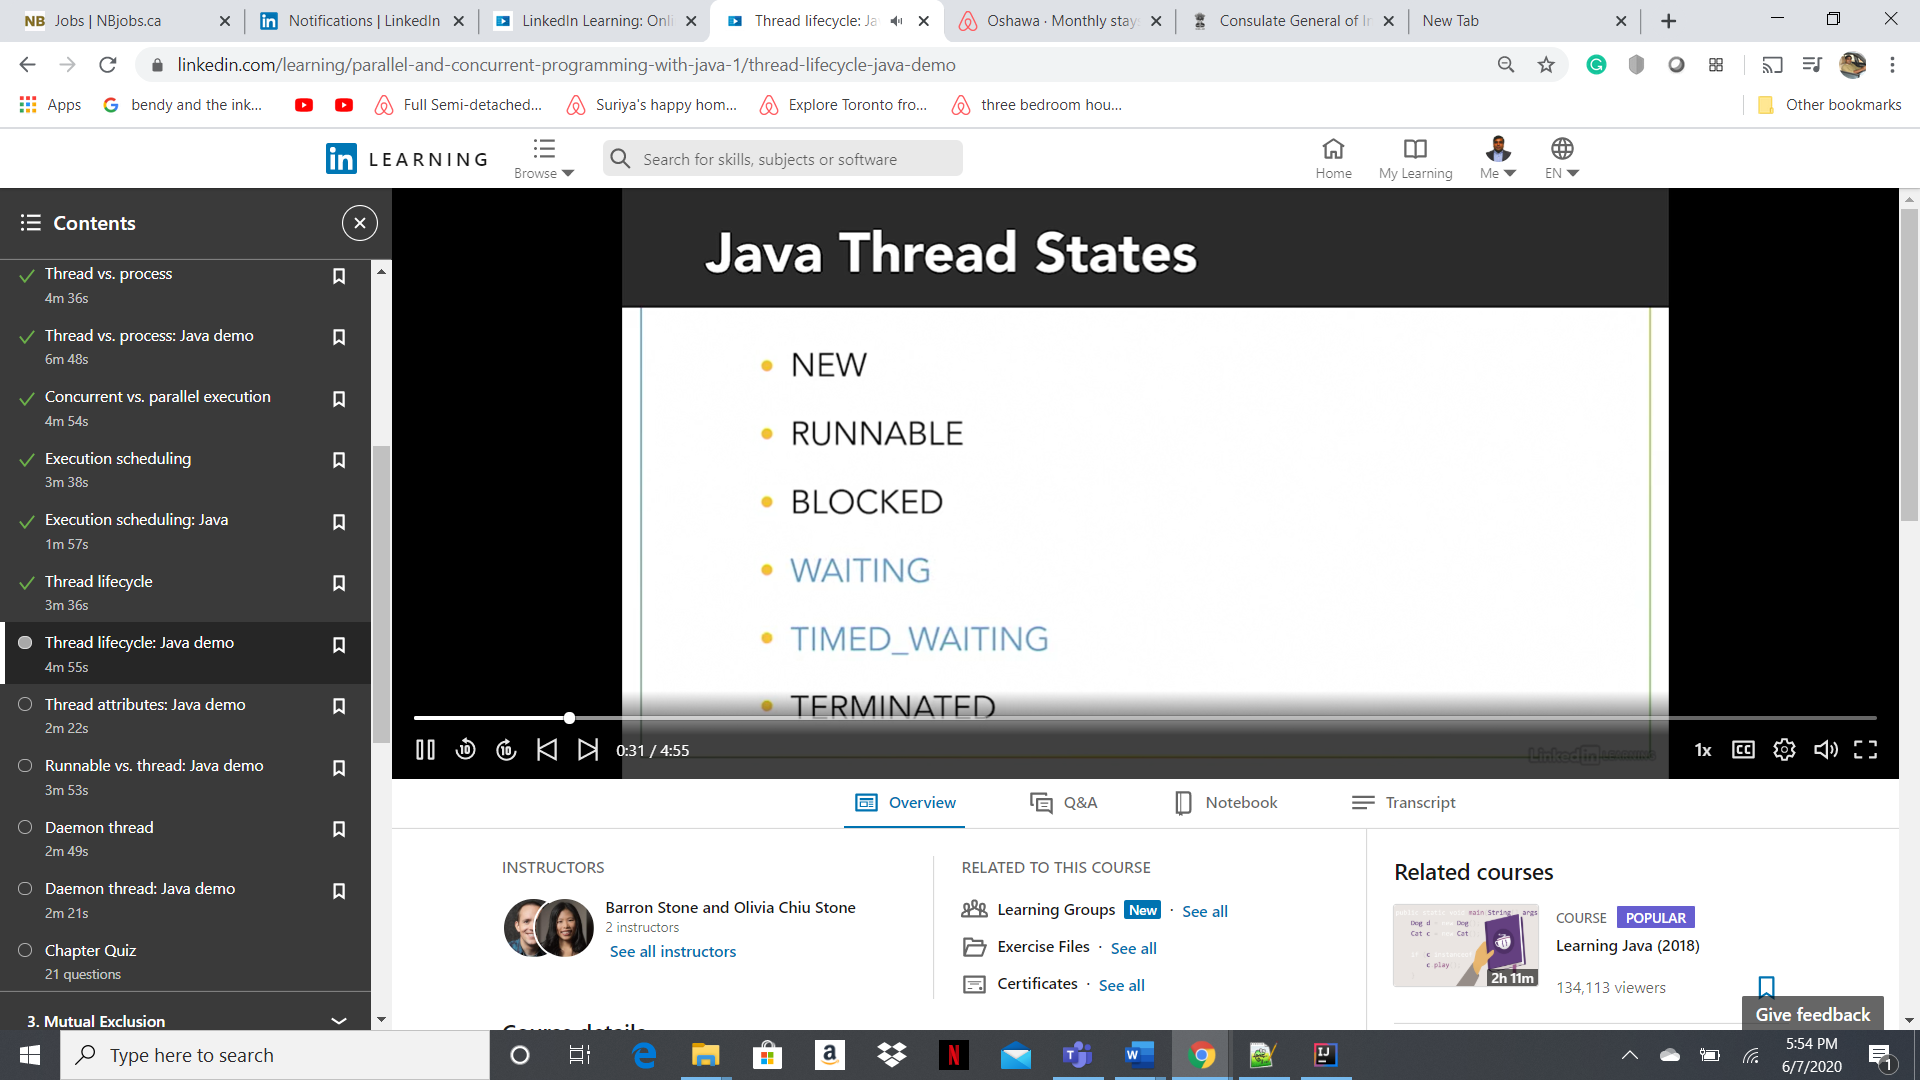 NB Jobs | NBjobs.ca
in Notifications | LinkedIn
LinkedIn Learning: Onli
Thread lifecycle: Ja
Oshawa · Monthly stay
Consulate General of I
New Tab
linkedin.com/learning/parallel-and-concurrent-programming-with-java-1/thread-lifecycle-java-demo
Apps
bendy and the ink...
Full Semi-detached...
Suriya's happy hom...
Explore Toronto fro...
three bedroom hou...
Other bookmarks
in LEARNING
Browse
Search for skills, subjects or software
Home
My Learning
Me
EN
Contents
Thread vs. process
4m 36s
Thread vs. process: Java demo
6m 48s
Concurrent vs. parallel execution
4m 54s
Execution scheduling
3m 38s
Execution scheduling: Java
1m 57s
Thread lifecycle
3m 36s
Thread lifecycle: Java demo
4m 55s
Thread attributes: Java demo
2m 22s
Runnable vs. thread: Java demo
3m 53s
Daemon thread
2m 49s
Daemon thread: Java demo
2m 21s
Chapter Quiz
21 questions
3. Mutual Exclusion
Java Thread States
• NEW
• RUNNABLE
• BLOCKED
• WAITING
• TIMED_WAITING
• TERMINATED
10
10
0:31 / 4:55
LinkedIn LEARNING
1x
CC
Overview
Q&A
Notebook
Transcript
INSTRUCTORS
Barron Stone and Olivia Chiu Stone
2 instructors
See all instructors
RELATED TO THIS COURSE
Learning Groups New · See all
Exercise Files · See all
Certificates · See all
Course details
Related courses
2h 11m
COURSE POPULAR
Learning Java (2018)
134,113 viewers
Give feedback
Type here to search
5:54 PM
6/7/2020
1